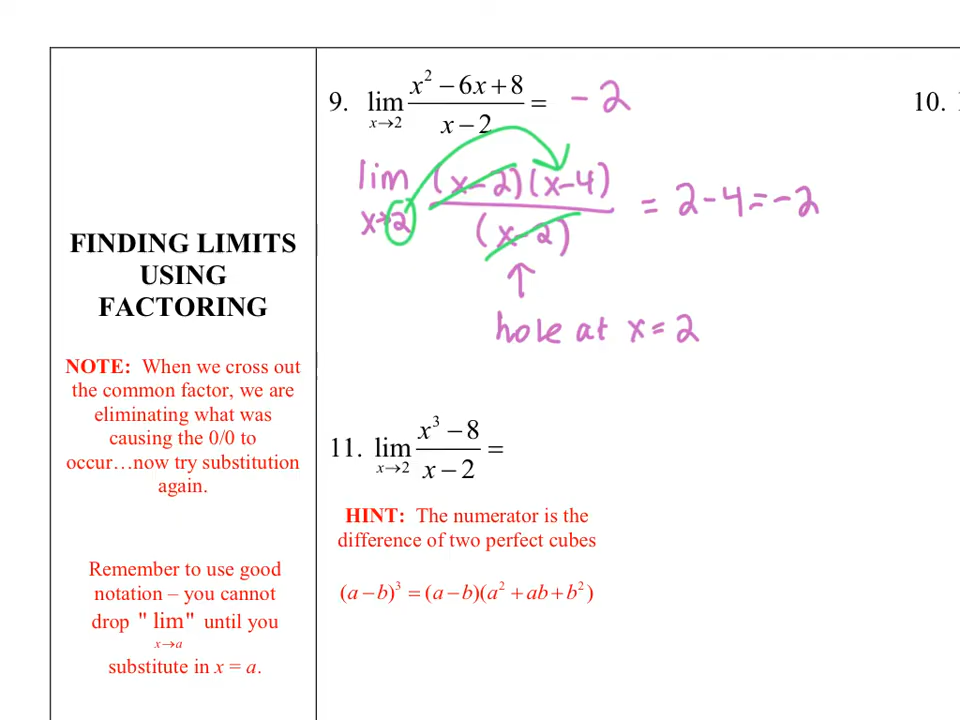 FINDING LIMITS
USING
FACTORING
NOTE: When we cross out
the common factor, we are
eliminating what was
causing the 0/0 to
occur…now try substitution
again.
Remember to use good
notation – you cannot
drop " lim " until you
x→a
substitute in x = a.
9. lim x→2 (x² − 6x + 8)/(x − 2) = −2
lim x→2 (x−2)(x−4)/(x−2) = 2−4 = −2
↑
hole at x = 2
11. lim x→2 (x³ − 8)/(x − 2) =
HINT: The numerator is the
difference of two perfect cubes
(a − b)³ = (a − b)(a² + ab + b²)
10.